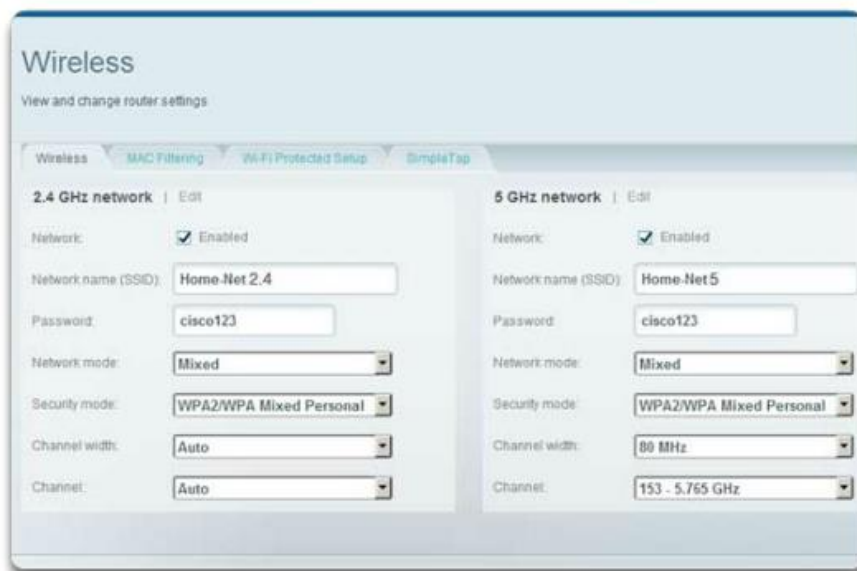 Wireless
View and change router settings
Wireless
MAC Filtering
Wi-Fi Protected Setup
SimpleTap
2.4 GHz network | Edit
Network:
Enabled
Network name (SSID):
Home-Net 2.4
Password:
cisco123
Network mode:
Mixed
Security mode:
WPA2/WPA Mixed Personal
Channel width:
Auto
Channel:
Auto
5 GHz network | Edit
Network:
Enabled
Network name (SSID):
Home-Net 5
Password:
cisco123
Network mode:
Mixed
Security mode:
WPA2/WPA Mixed Personal
Channel width:
80 MHz
Channel:
153 - 5.765 GHz